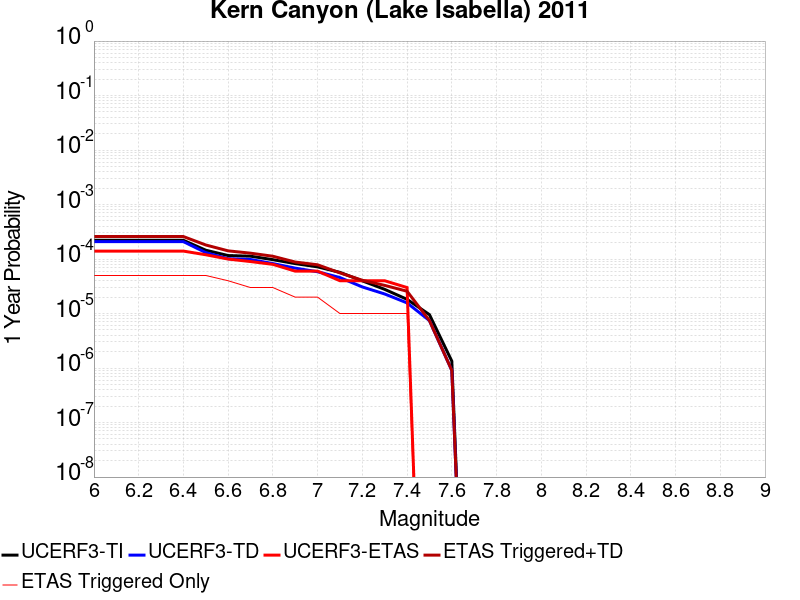 Kern Canyon (Lake Isabella) 2011
1 Year Probability
10^0
10^-1
10^-2
10^-3
10^-4
10^-5
10^-6
10^-7
10^-8
6 6.2 6.4 6.6 6.8 7 7.2 7.4 7.6 7.8 8 8.2 8.4 8.6 8.8 9
Magnitude
UCERF3-TI UCERF3-TD UCERF3-ETAS ETAS Triggered+TD
ETAS Triggered Only